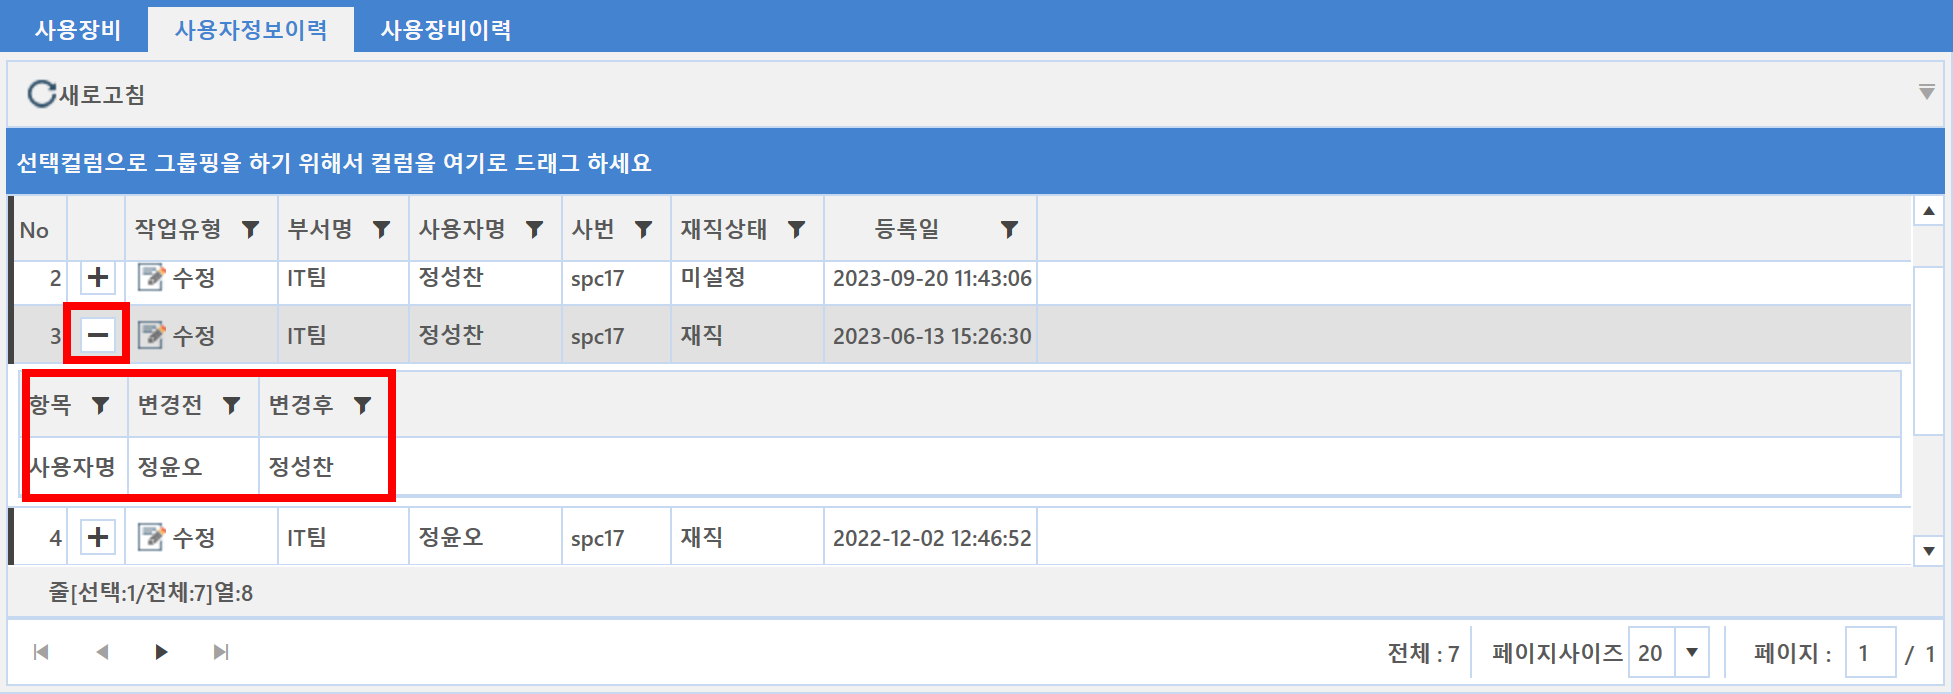 사용장비 사용자정보이력 사용장비이력
새로고침
선택컬럼으로 그룹핑을 하기 위해서 컬럼을 여기로 드래그 하세요
No 작업유형 부서명 사용자명 사번 재직상태 등록일
2 수정 IT팀 정성찬 spc17 미설정 2023-09-20 11:43:06
3 수정 IT팀 정성찬 spc17 재직 2023-06-13 15:26:30
항목 변경전 변경후
사용자명 정윤오 정성찬
4 수정 IT팀 정윤오 spc17 재직 2022-12-02 12:46:52
줄[선택:1/전체:7]열:8
전체 : 7 페이지사이즈 20 페이지 : 1 / 1